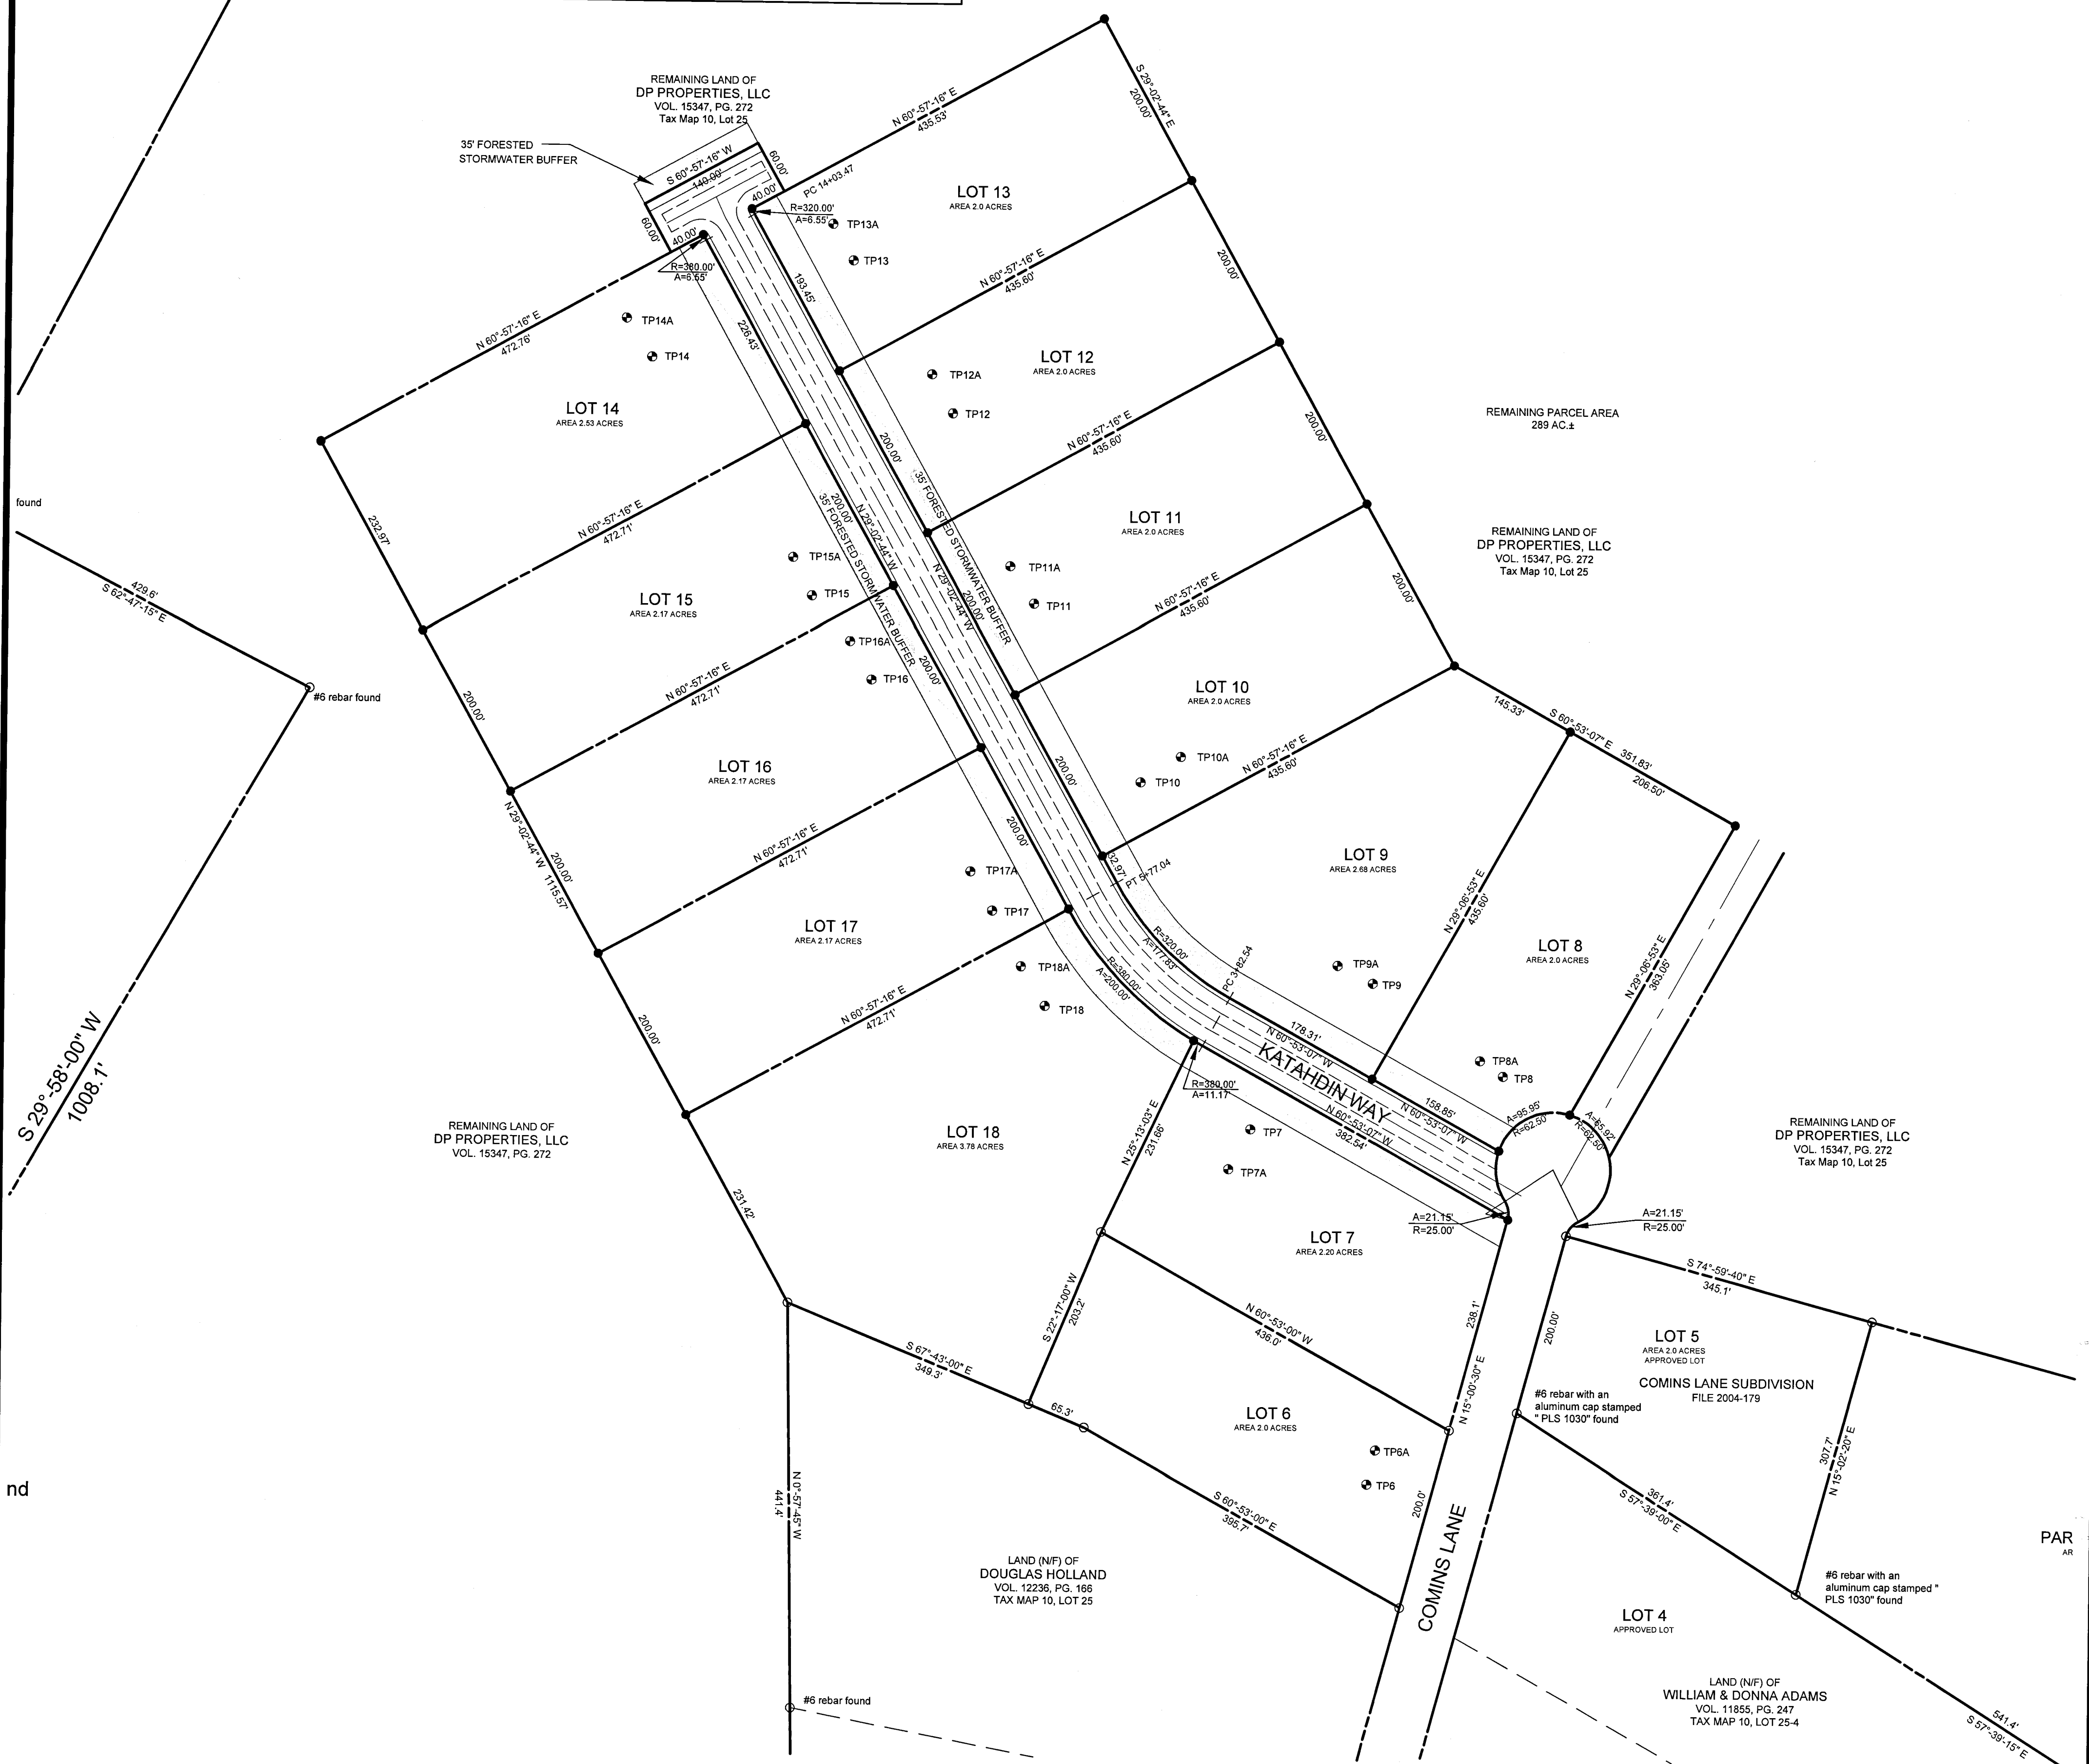 REMAINING LAND OF
DP PROPERTIES, LLC
VOL. 15347, PG. 272
Tax Map 10, Lot 25
35' FORESTED
STORMWATER BUFFER
S 60°-57'-16" W
140.00'
60.00'
60.00'
40.00'
40.00'
PC 14+03.47
R=320.00'
A=6.55'
R=380.00'
A=6.55'
N 60°-57'-16" E
435.53'
S 29°-02'-44" E
200.00'
LOT 13
AREA 2.0 ACRES
TP13A
TP13
193.45'
N 60°-57'-16" E
435.60'
200.00'
LOT 12
AREA 2.0 ACRES
TP12A
TP12
200.00'
N 60°-57'-16" E
435.60'
200.00'
LOT 11
AREA 2.0 ACRES
TP11A
TP11
35' FORESTED STORMWATER BUFFER
N 29°-02'-44" W
200.00'
N 60°-57'-16" E
435.60'
200.00'
LOT 10
AREA 2.0 ACRES
TP10A
TP10
200.00'
N 60°-57'-16" E
435.60'
REMAINING PARCEL AREA
289 AC.±
REMAINING LAND OF
DP PROPERTIES, LLC
VOL. 15347, PG. 272
Tax Map 10, Lot 25
N 60°-57'-16" E
472.76'
TP14A
TP14
226.43'
LOT 14
AREA 2.53 ACRES
232.97'
N 60°-57'-16" E
472.71'
200.00'
N 29°-02'-44" W
35' FORESTED STORMWATER BUFFER
TP15A
TP15
LOT 15
AREA 2.17 ACRES
200.00'
N 60°-57'-16" E
472.71'
TP16A
TP16
200.00'
LOT 16
AREA 2.17 ACRES
N 29°-02'-44" W 1115.57'
200.00'
N 60°-57'-16" E
472.71'
200.00'
TP17A
TP17
LOT 17
AREA 2.17 ACRES
200.00'
N 60°-57'-16" E
472.71'
TP18A
TP18
R=380.00'
A=200.00'
LOT 18
AREA 3.78 ACRES
231.42'
found
429.6'
S 62°-47'-15" E
#6 rebar found
S 29°-58'-00" W
1008.1'
REMAINING LAND OF
DP PROPERTIES, LLC
VOL. 15347, PG. 272
nd
145.33'
S 60°-53'-07" E 351.83'
206.50'
32.97'
PT 5+77.04
R=320.00'
A=177.83'
PC 3+82.54
LOT 9
AREA 2.68 ACRES
TP9A
TP9
N 29°-06'-53" E
435.60'
178.31'
N 60°-53'-07" W
LOT 8
AREA 2.0 ACRES
TP8A
TP8
N 29°-06'-53" E
363.05'
158.85'
N 60°-53'-07" W
KATAHDIN WAY
A=95.95'
R=62.50'
R=62.50'
N 60°-53'-07" W
382.54'
R=380.00'
A=11.17'
N 25°-13'-03" E
231.66'
TP7
TP7A
LOT 7
AREA 2.20 ACRES
A=21.15'
R=25.00'
A=21.15'
R=25.00'
REMAINING LAND OF
DP PROPERTIES, LLC
VOL. 15347, PG. 272
Tax Map 10, Lot 25
S 22°-17'-00" W
203.2'
N 60°-53'-00" W
436.0'
238.1'
N 15°-00'-30" E
S 67°-43'-00" E
349.3'
65.3'
LOT 6
AREA 2.0 ACRES
TP6A
TP6
S 60°-53'-00" E
395.7'
200.0'
COMINS LANE
200.00'
S 74°-59'-40" E
345.1'
LOT 5
AREA 2.0 ACRES
APPROVED LOT
COMINS LANE SUBDIVISION
FILE 2004-179
#6 rebar with an
aluminum cap stamped
" PLS 1030" found
307.7'
N 15°-02'-20" E
361.4'
S 57°-39'-00" E
#6 rebar with an
aluminum cap stamped "
PLS 1030" found
PAR
AR
LOT 4
APPROVED LOT
LAND (N/F) OF
WILLIAM & DONNA ADAMS
VOL. 11855, PG. 247
TAX MAP 10, LOT 25-4
541.4'
S 57°-39'-15" E
N 0°-57'-45" W
441.4'
LAND (N/F) OF
DOUGLAS HOLLAND
VOL. 12236, PG. 166
TAX MAP 10, LOT 25
#6 rebar found